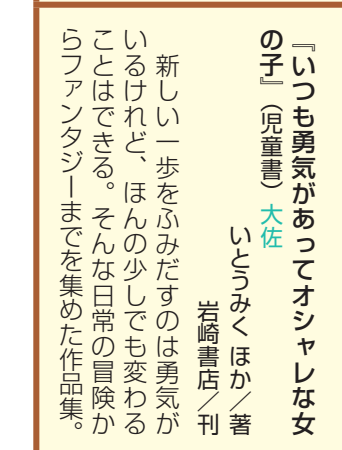 『いつも勇気があってオシャレな女
の子』（児童書）大佐
いとうみく ほか／著
岩崎書店／刊
新しい一歩をふみだすのは勇気が
いるけれど、ほんの少しでも変わる
ことはできる。そんな日常の冒険か
らファンタジーまでを集めた作品集。